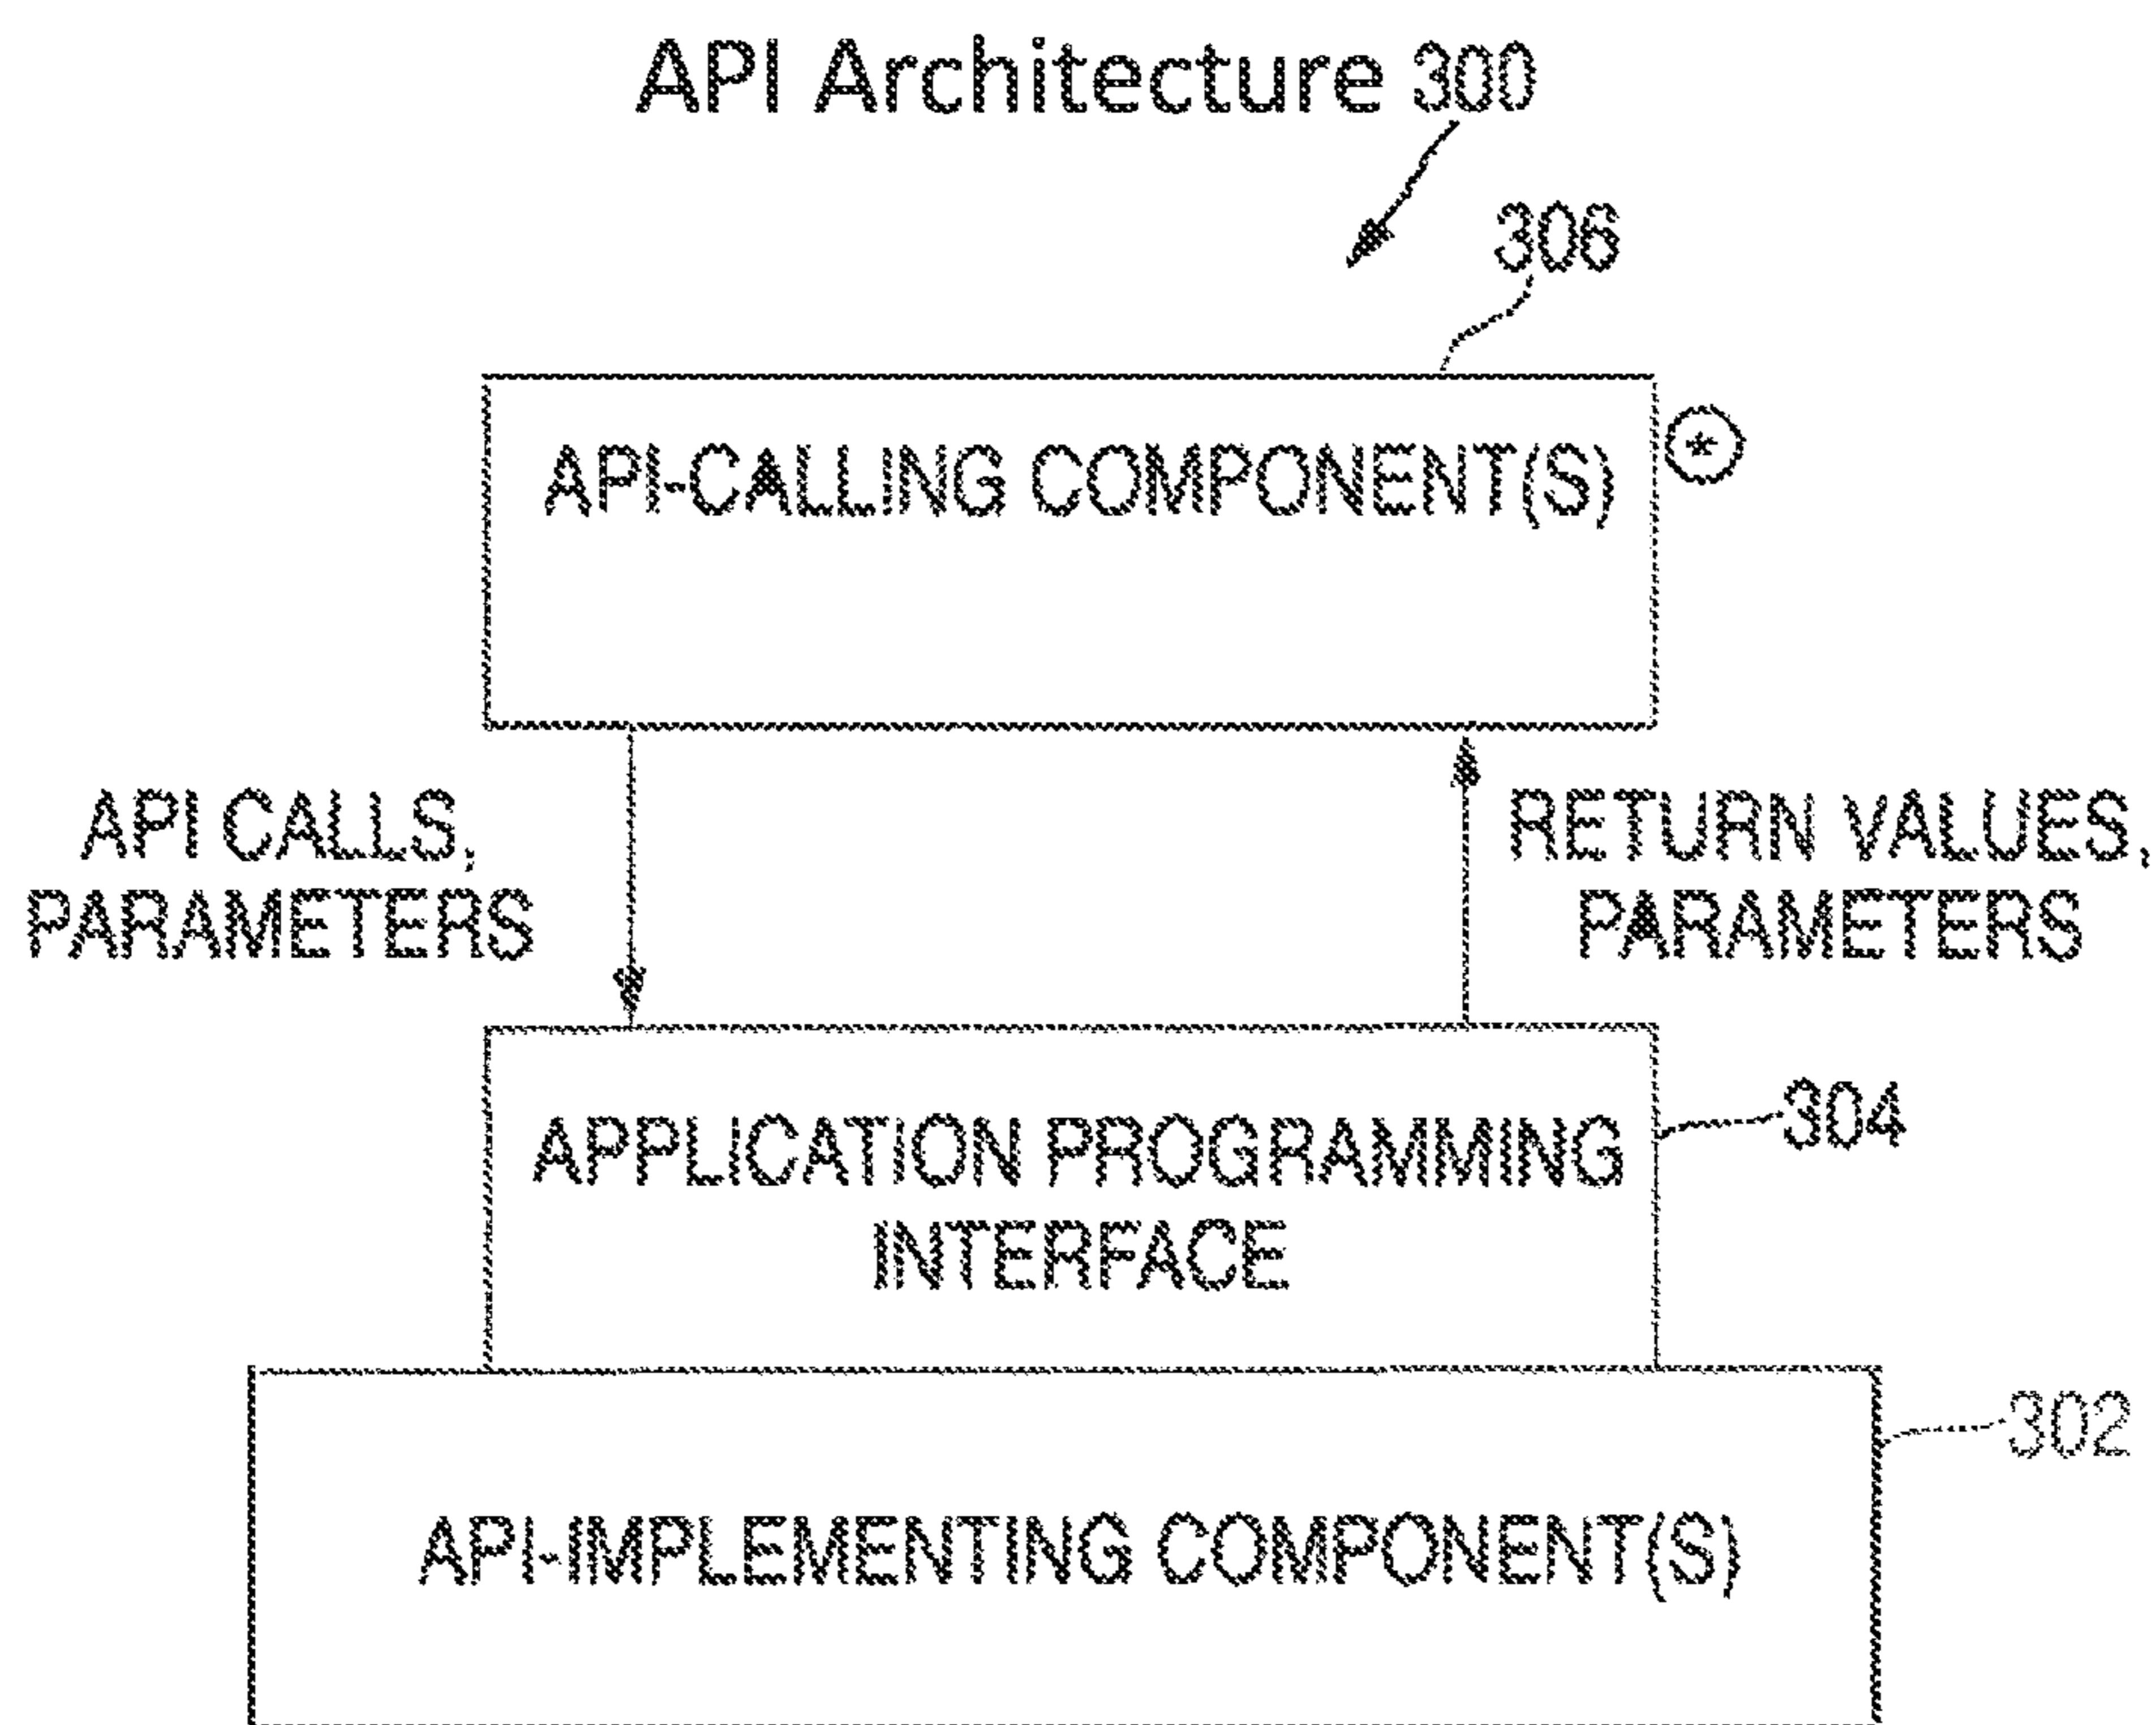 API Architecture 300
306
API-CALLING COMPONENT(S)
*
API CALLS,
PARAMETERS
RETURN VALUES,
PARAMETERS
304
APPLICATION PROGRAMMING
INTERFACE
302
API-IMPLEMENTING COMPONENT(S)